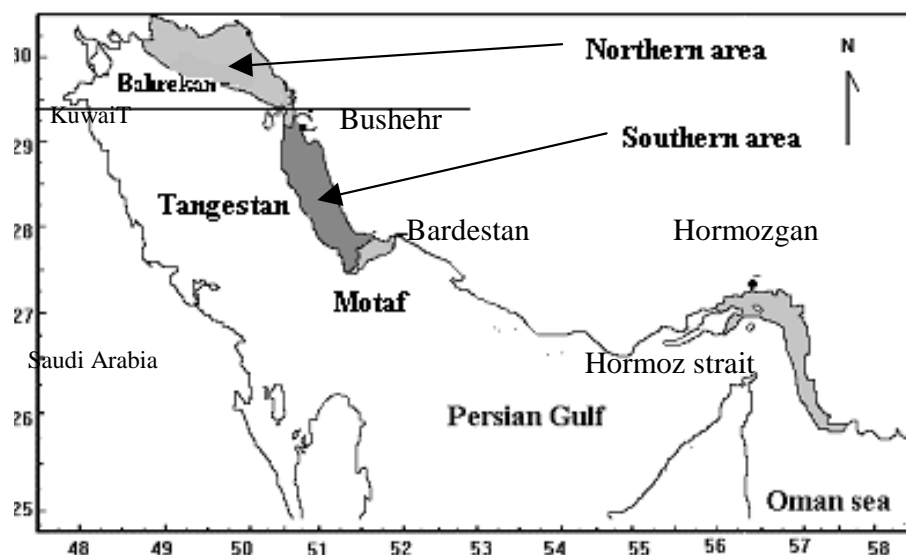 30
Northern area
N
Bahrekan
KuwaiT
Bushehr
29
Southern area
Tangestan
28
Bardestan
Hormozgan
27
Motaf
Saudi Arabia
Hormoz strait
26
Persian Gulf
25
Oman sea
48 49 50 51 52 53 54 55 56 57 58